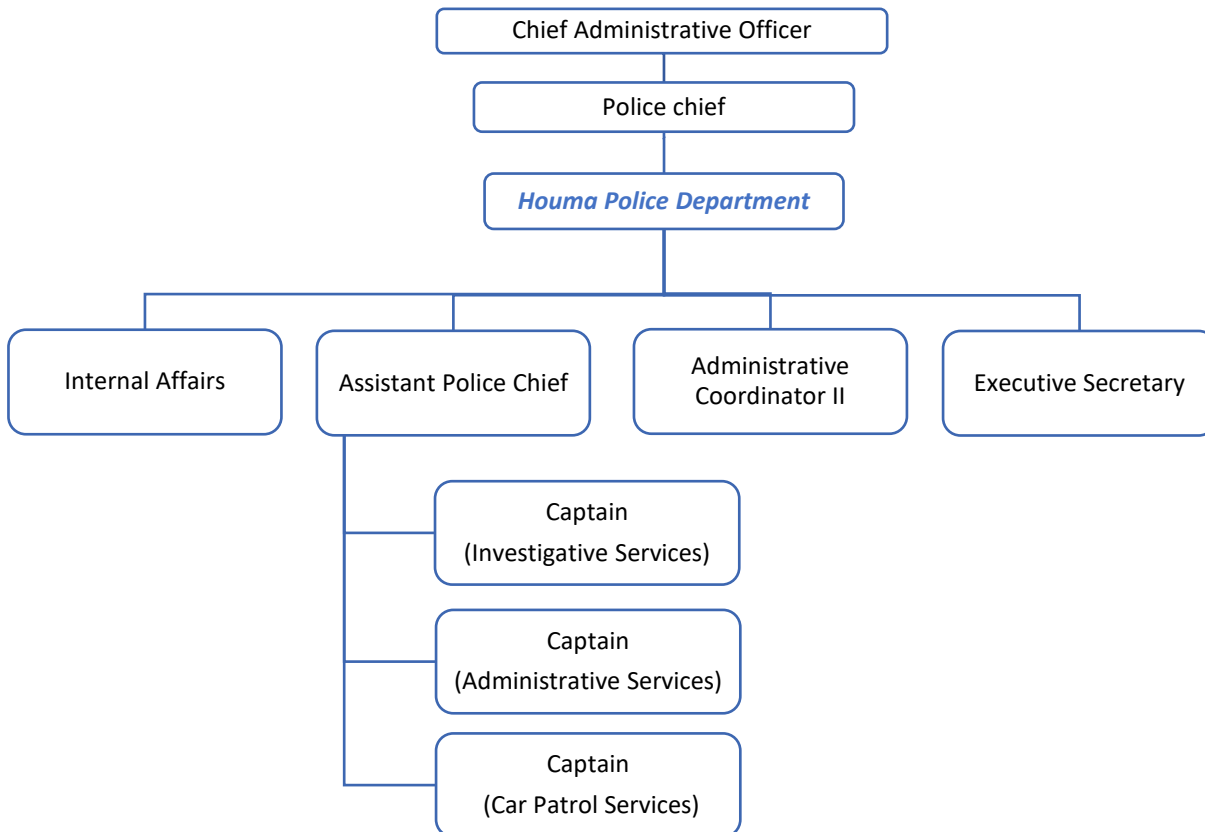 Chief Administrative Officer
Police chief
Houma Police Department
Internal Affairs
Assistant Police Chief
Administrative
Coordinator II
Executive Secretary
Captain
(Investigative Services)
Captain
(Administrative Services)
Captain
(Car Patrol Services)